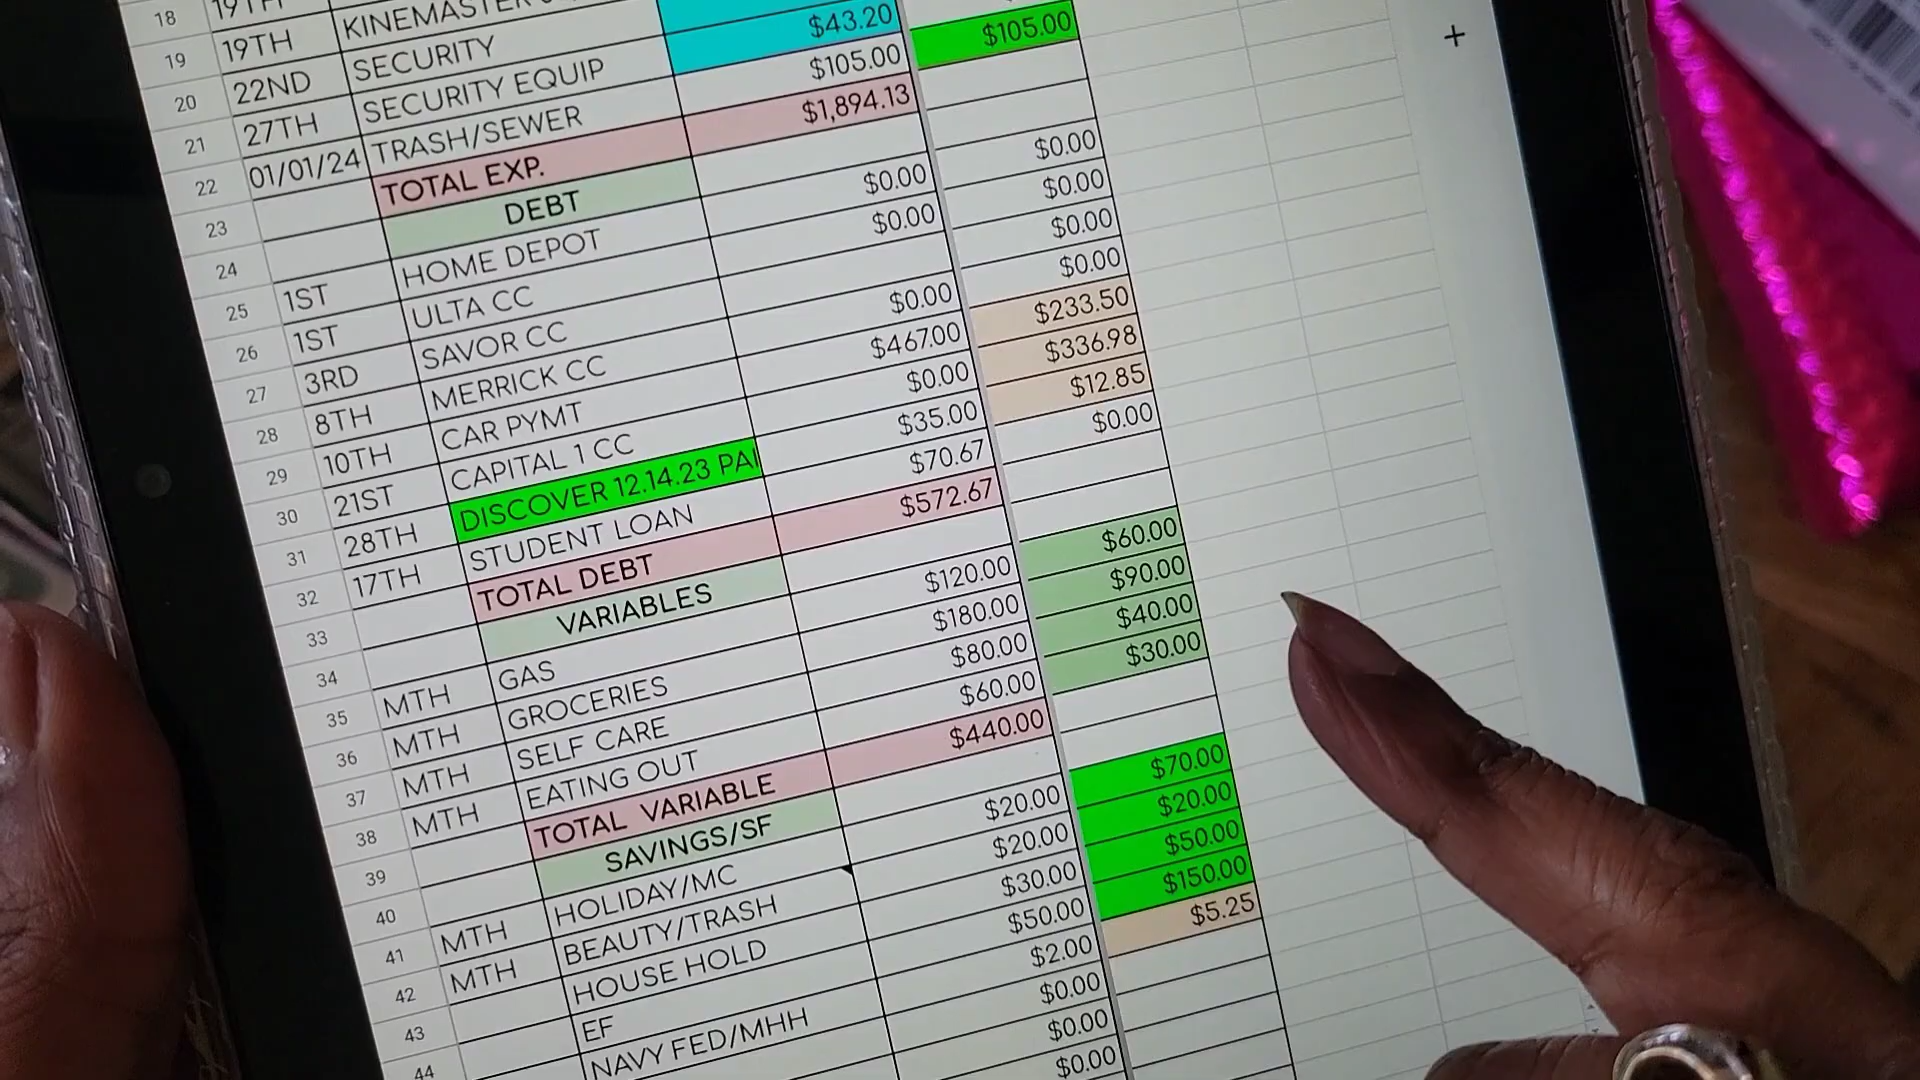 18 19TH
19 19TH KINEMASTER
20 22ND SECURITY
21 27TH SECURITY EQUIP $43.20
22 01/01/24 TRASH/SEWER $105.00 $105.00
23 TOTAL EXP. $1,894.13
24 DEBT
25 1ST HOME DEPOT $0.00 $0.00
26 1ST ULTA CC $0.00 $0.00
27 3RD SAVOR CC $0.00
28 8TH MERRICK CC $0.00 $0.00
29 10TH CAR PYMT $467.00 $233.50
30 21ST CAPITAL 1 CC $0.00 $336.98
31 28TH DISCOVER 12.14.23 PAI $35.00 $12.85
32 17TH STUDENT LOAN $70.67 $0.00
33 TOTAL DEBT $572.67
34 VARIABLES
35 MTH GAS $120.00 $60.00
36 MTH GROCERIES $180.00 $90.00
37 MTH SELF CARE $80.00 $40.00
38 MTH EATING OUT $60.00 $30.00
39 TOTAL VARIABLE $440.00
40 SAVINGS/SF
41 MTH HOLIDAY/MC $20.00 $70.00
42 MTH BEAUTY/TRASH $20.00 $20.00
43 HOUSE HOLD $30.00 $50.00
44 EF $50.00 $150.00
NAVY FED/MHH $2.00 $5.25
$0.00
$0.00
$0.00